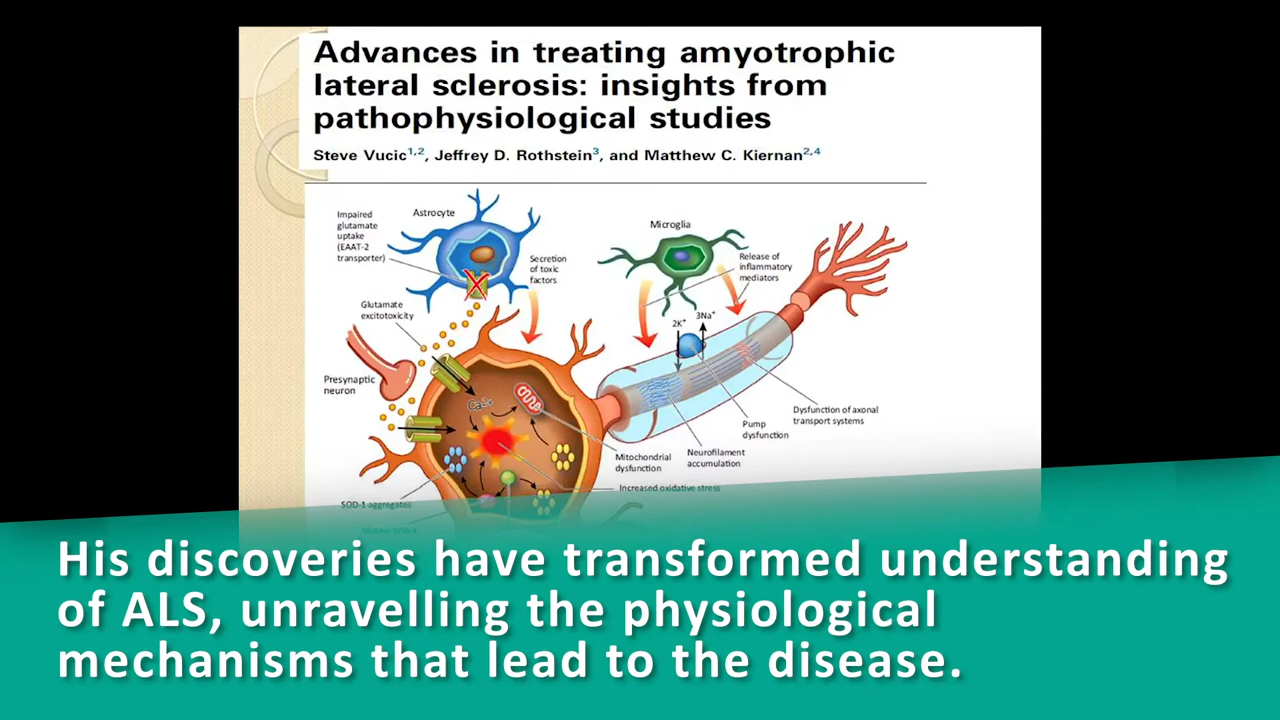 Advances in treating amyotrophic
lateral sclerosis: insights from
pathophysiological studies
Steve Vucic1,2, Jeffrey D. Rothstein3, and Matthew C. Kiernan2,4
Impaired
glutamate
uptake
(EAAT-2
transporter)
Astrocyte
Secretion
of toxic
factors
Microglia
Release of
inflammatory
mediators
Glutamate
excitotoxicity
2K+
3Na+
Presynaptic
neuron
Ca2+
Dysfunction of axonal
transport systems
Pump
dysfunction
Neurofilament
accumulation
Mitochondrial
dysfunction
Increased oxidative stress
SOD-1 aggregates
His discoveries have transformed understanding
of ALS, unravelling the physiological
mechanisms that lead to the disease.